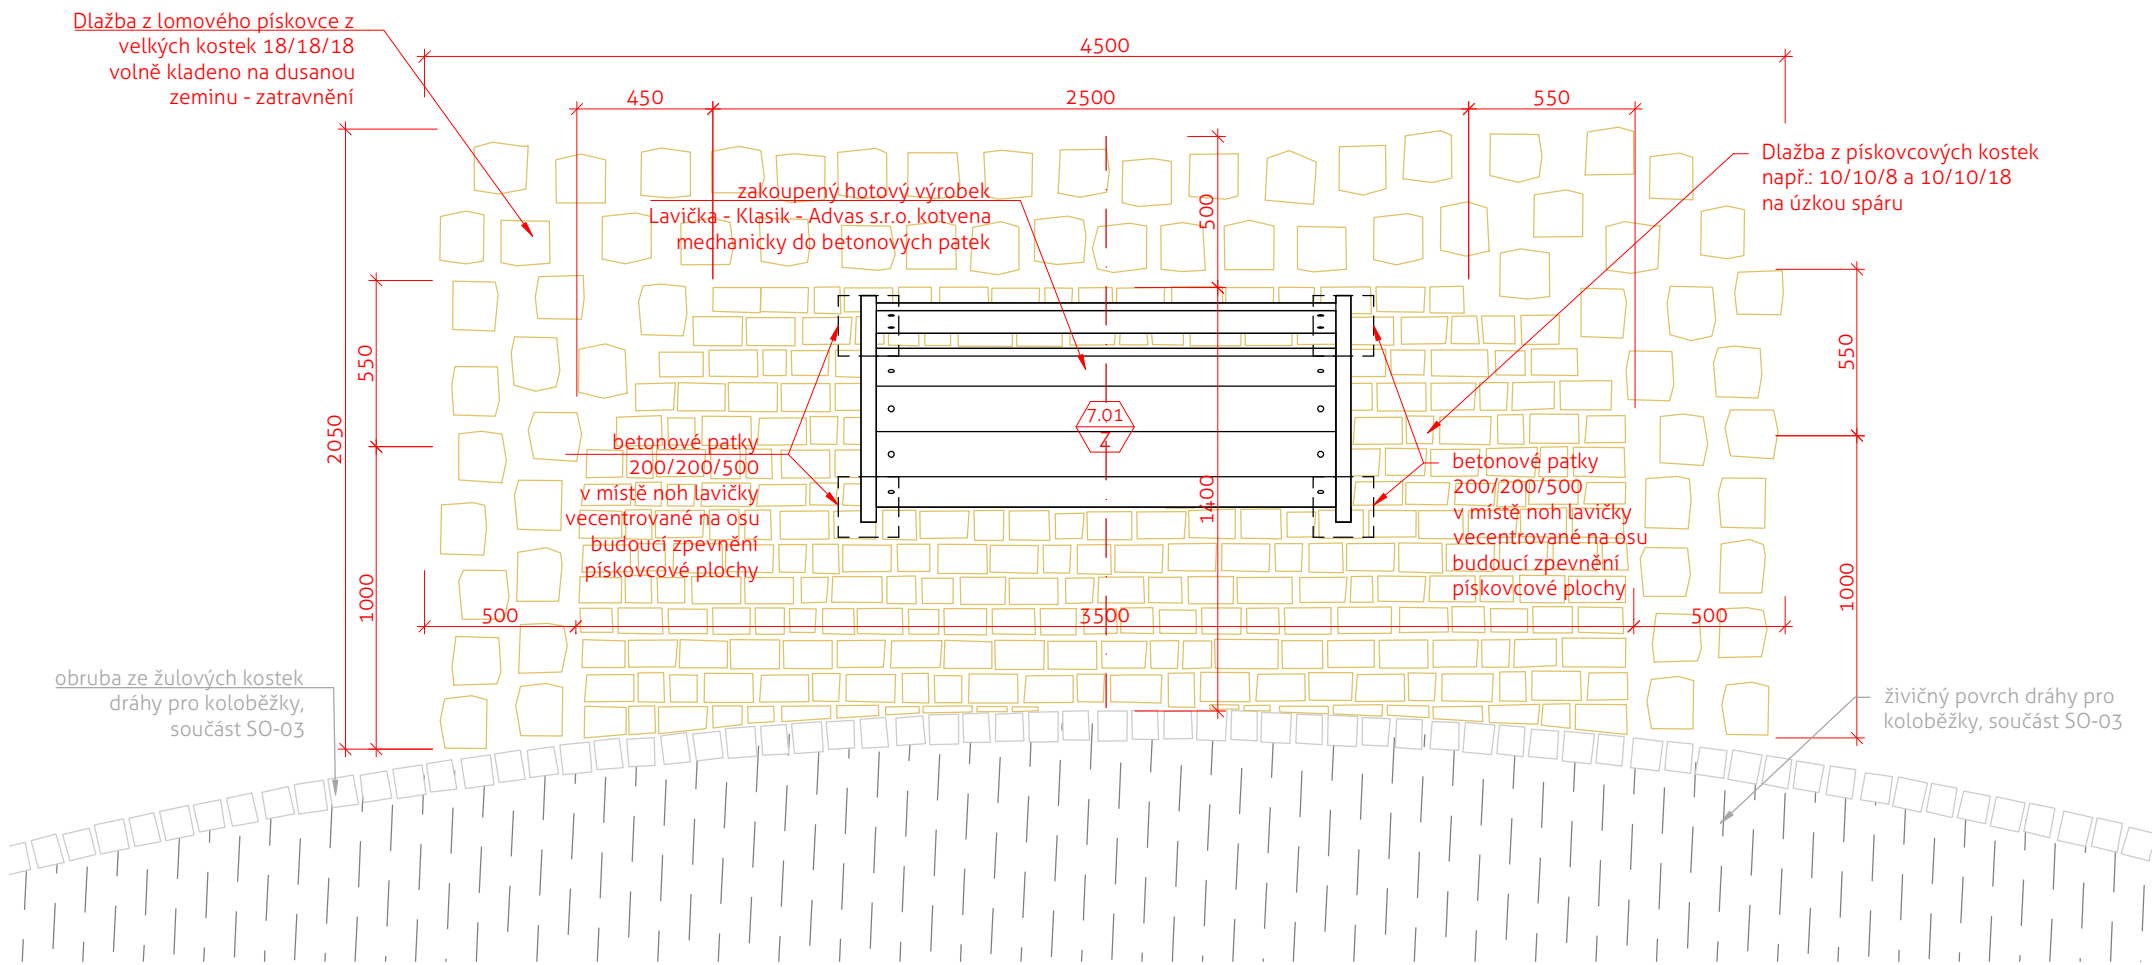 Dlažba z lomového pískovce z
velkých kostek 18/18/18
volně kladeno na dusanou
zeminu - zatravnění
4500
450
2500
550
Dlažba z pískovcových kostek
např.: 10/10/8 a 10/10/18
na úzkou spáru
zakoupený hotový výrobek
Lavička - Klasik - Advas s.r.o. kotvena
mechanicky do betonových patek
500
550
2050
1000
550
1000
7.01
Z
1400
betonové patky
200/200/500
v místě noh lavičky
vecentrované na osu
budoucí zpevnění
pískovcové plochy
betonové patky
200/200/500
v místě noh lavičky
vecentrované na osu
budoucí zpevnění
pískovcové plochy
500
3500
500
obruba ze žulových kostek
dráhy pro koloběžky,
součást SO-03
živičný povrch dráhy pro
koloběžky, součást SO-03